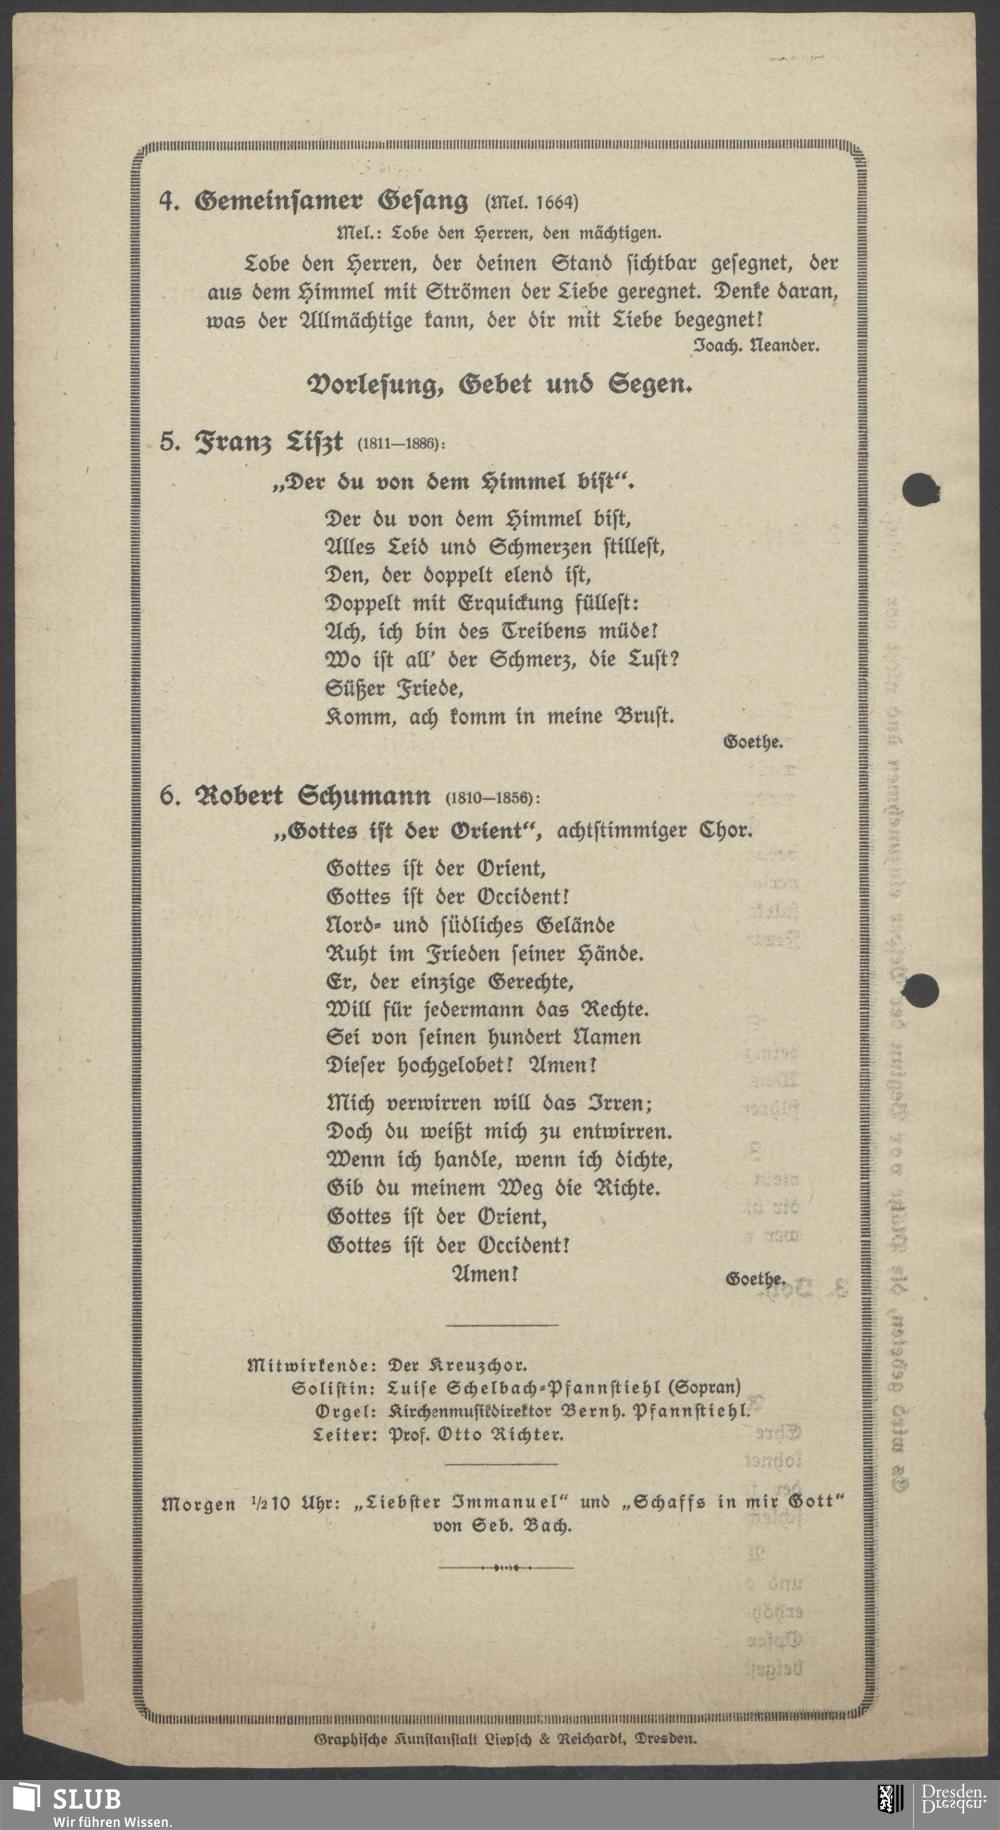 4. Gemeinsamer Gesang (Mel. 1664)
Mel.: Lobe den Herren, den mächtigen.
Lobe den Herren, der deinen Stand sichtbar gesegnet, der
aus dem Himmel mit Strömen der Liebe geregnet. Denke daran,
was der Allmächtige kann, der dir mit Liebe begegnet!
Joach. Neander.
Vorlesung, Gebet und Segen.
5. Franz Liszt (1811—1886):
„Der du von dem Himmel bist“.
Der du von dem Himmel bist,
Alles Leid und Schmerzen stillest,
Den, der doppelt elend ist,
Doppelt mit Erquickung füllest:
Ach, ich bin des Treibens müde!
Wo ist all’ der Schmerz, die Lust?
Süßer Friede,
Komm, ach komm in meine Brust.
Goethe.
6. Robert Schumann (1810—1856):
„Gottes ist der Orient“, achtstimmiger Chor.
Gottes ist der Orient,
Gottes ist der Occident!
Nord- und südliches Gelände
Ruht im Frieden seiner Hände.
Er, der einzige Gerechte,
Will für jedermann das Rechte.
Sei von seinen hundert Namen
Dieser hochgelobet! Amen!
Mich verwirren will das Irren;
Doch du weißt mich zu entwirren.
Wenn ich handle, wenn ich dichte,
Gib du meinem Weg die Richte.
Gottes ist der Orient,
Gottes ist der Occident!
Amen!
Goethe.
Mitwirkende: Der Kreuzchor.
Solistin: Luise Schelbach-Pfannstiehl (Sopran)
Orgel: Kirchenmusikdirektor Bernh. Pfannstiehl.
Leiter: Prof. Otto Richter.
Morgen ½10 Uhr: „Liebster Immanuel“ und „Schaffs in mir Gott“
von Seb. Bach.
Graphische Kunstanstalt Liepsch & Reichardt, Dresden.
SLUB
Wir führen Wissen.
Dresden.
Dresden.